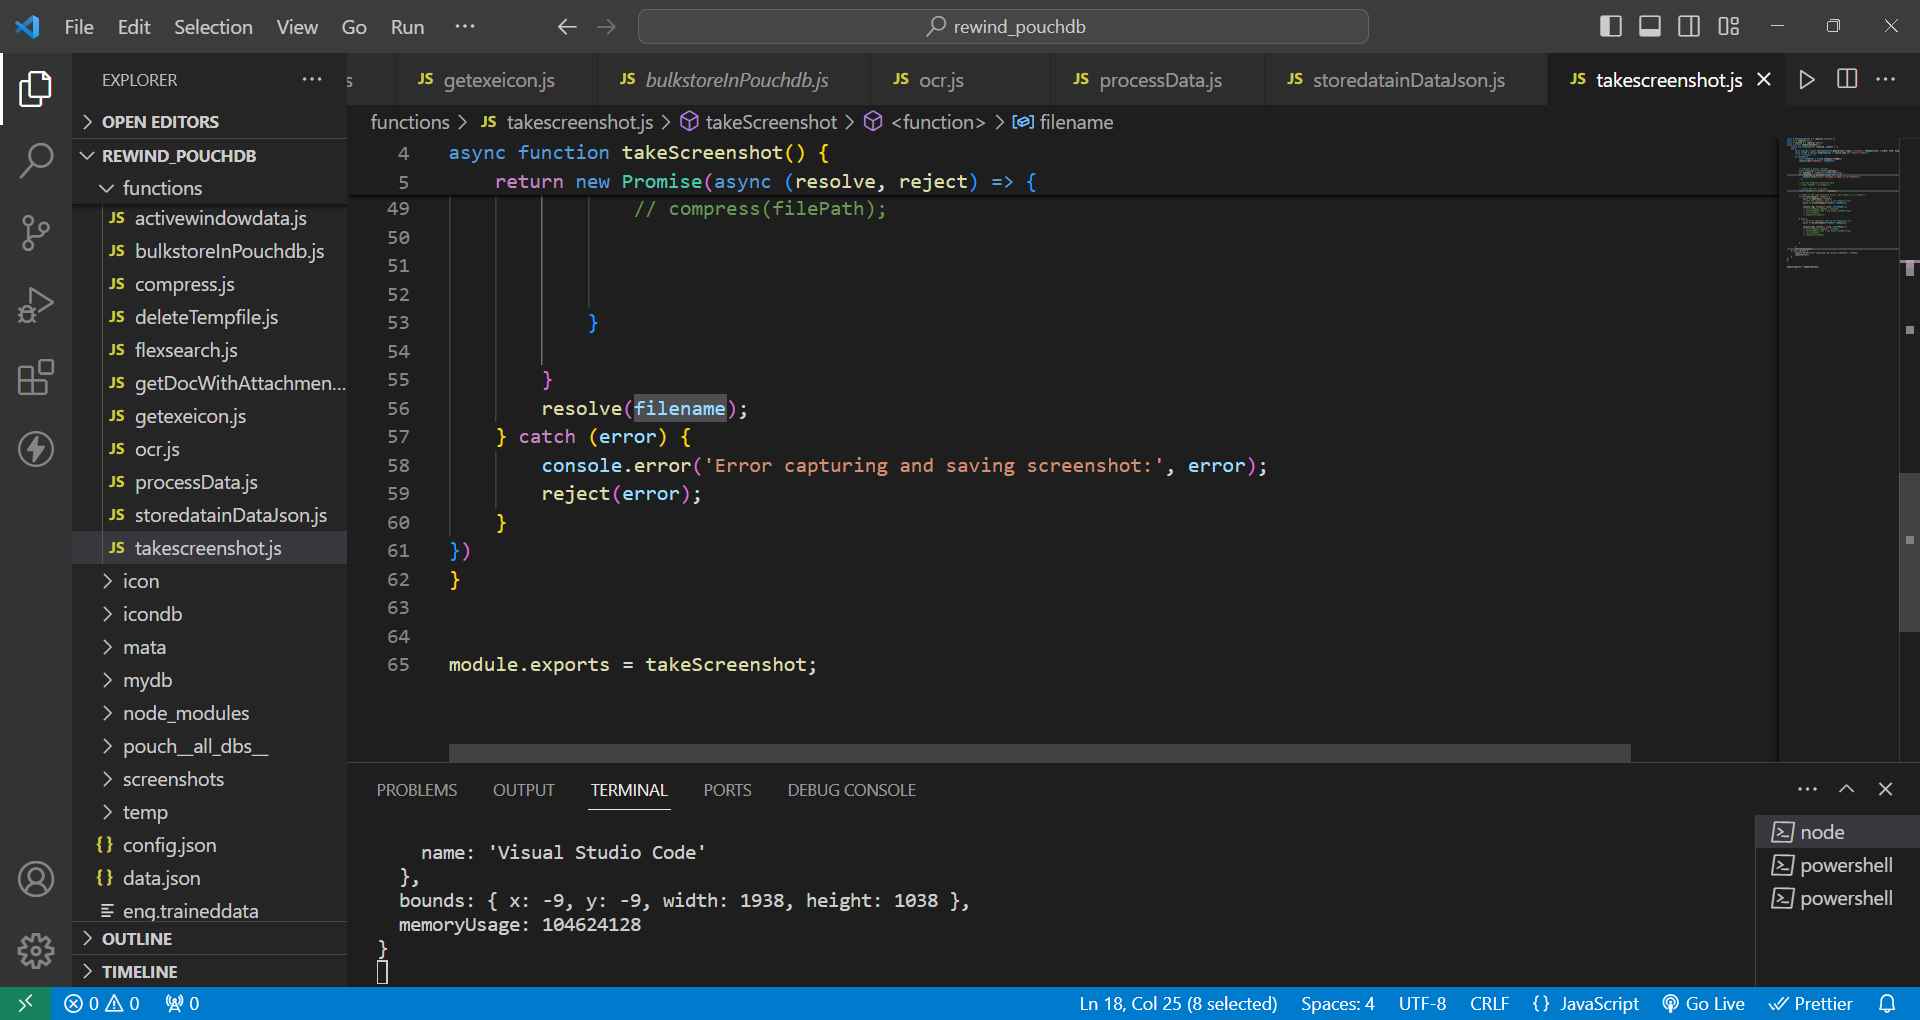 File Edit Selection View Go Run ··· rewind_pouchdb
EXPLORER ···
s JS getexeicon.js JS bulkstoreInPouchdb.js JS ocr.js JS processData.js JS storedatainDataJson.js JS takescreenshot.js ···
OPEN EDITORS
functions > JS takescreenshot.js > takeScreenshot > <function> > filename
REWIND_POUCHDB
functions
JS activewindowdata.js
JS bulkstoreInPouchdb.js
JS compress.js
JS deleteTempfile.js
JS flexsearch.js
JS getDocWithAttachmen...
JS getexeicon.js
JS ocr.js
JS processData.js
JS storedatainDataJson.js
JS takescreenshot.js
icon
icondb
mata
mydb
node_modules
pouch__all_dbs__
screenshots
temp
{} config.json
{} data.json
eng.traineddata
OUTLINE
TIMELINE
4 async function takeScreenshot() {
5 return new Promise(async (resolve, reject) => {
49 // compress(filePath);
50
51
52
53 }
54
55 }
56 resolve(filename);
57 } catch (error) {
58 console.error('Error capturing and saving screenshot:', error);
59 reject(error);
60 }
61 })
62 }
63
64
65 module.exports = takeScreenshot;
PROBLEMS OUTPUT TERMINAL PORTS DEBUG CONSOLE ···
name: 'Visual Studio Code'
},
bounds: { x: -9, y: -9, width: 1938, height: 1038 },
memoryUsage: 104624128
}
node
powershell
powershell
0 0 0 Ln 18, Col 25 (8 selected) Spaces: 4 UTF-8 CRLF {} JavaScript Go Live Prettier